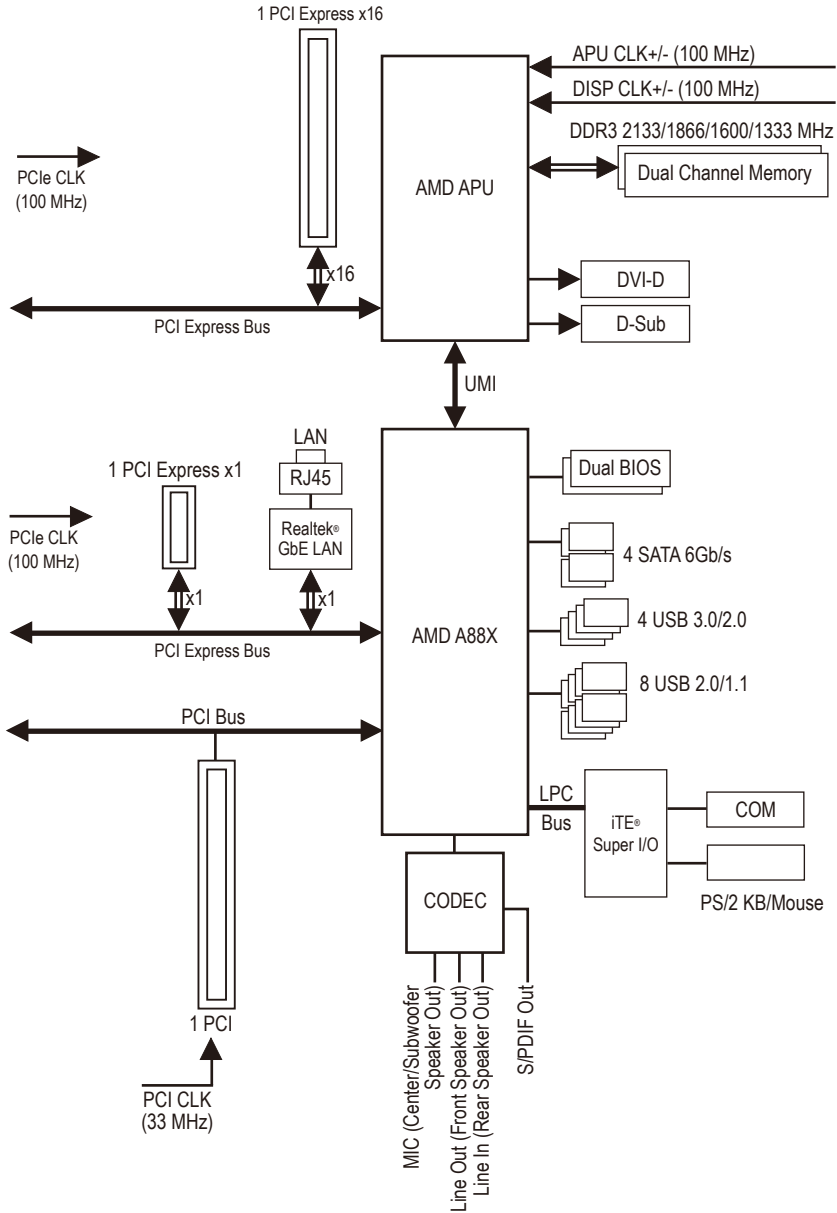 1 PCI Express x16
APU CLK+/- (100 MHz)
DISP CLK+/- (100 MHz)
DDR3 2133/1866/1600/1333 MHz
Dual Channel Memory
AMD APU
PCIe CLK
(100 MHz)
x16
DVI-D
D-Sub
PCI Express Bus
UMI
LAN
RJ45
1 PCI Express x1
Realtek®
GbE LAN
PCIe CLK
(100 MHz)
x1
x1
PCI Express Bus
AMD A88X
Dual BIOS
4 SATA 6Gb/s
4 USB 3.0/2.0
8 USB 2.0/1.1
PCI Bus
LPC
Bus
iTE®
Super I/O
COM
PS/2 KB/Mouse
CODEC
MIC (Center/Subwoofer
Speaker Out)
Line Out (Front Speaker Out)
Line In (Rear Speaker Out)
S/PDIF Out
1 PCI
PCI CLK
(33 MHz)